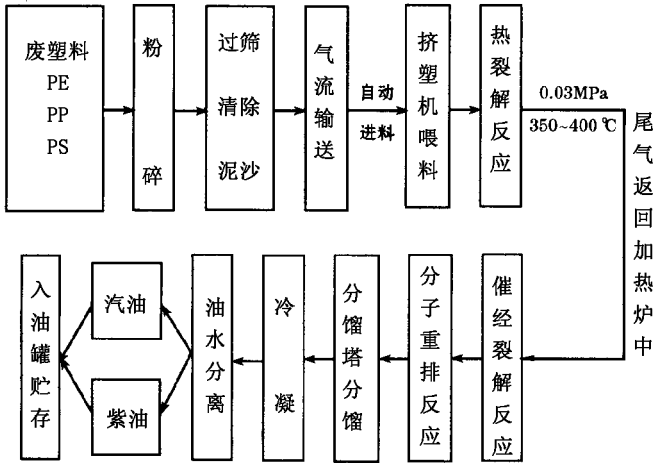 废塑料
PE
PP
PS
粉碎
过筛
清除
泥沙
气流输送
自动
进料
挤塑机喂料
热裂解反应
0.03MPa
350~400℃
尾气返回加热炉中
催经裂解反应
分子重排反应
分馏塔分馏
冷凝
油水分离
汽油
紫油
入油罐贮存